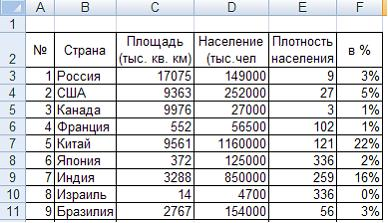 A B C D E F
1
2 № Страна Площадь (тыс. кв. км) Население (тыс.чел Плотность населения в %
3 1 Россия 17075 149000 9 3%
4 2 США 9363 252000 27 5%
5 3 Канада 9976 27000 3 1%
6 4 Франция 552 56500 102 1%
7 5 Китай 9561 1160000 121 22%
8 6 Япония 372 125000 336 2%
9 7 Индия 3288 850000 259 16%
10 8 Израиль 14 4700 336 0%
11 9 Бразилия 2767 154000 56 3%